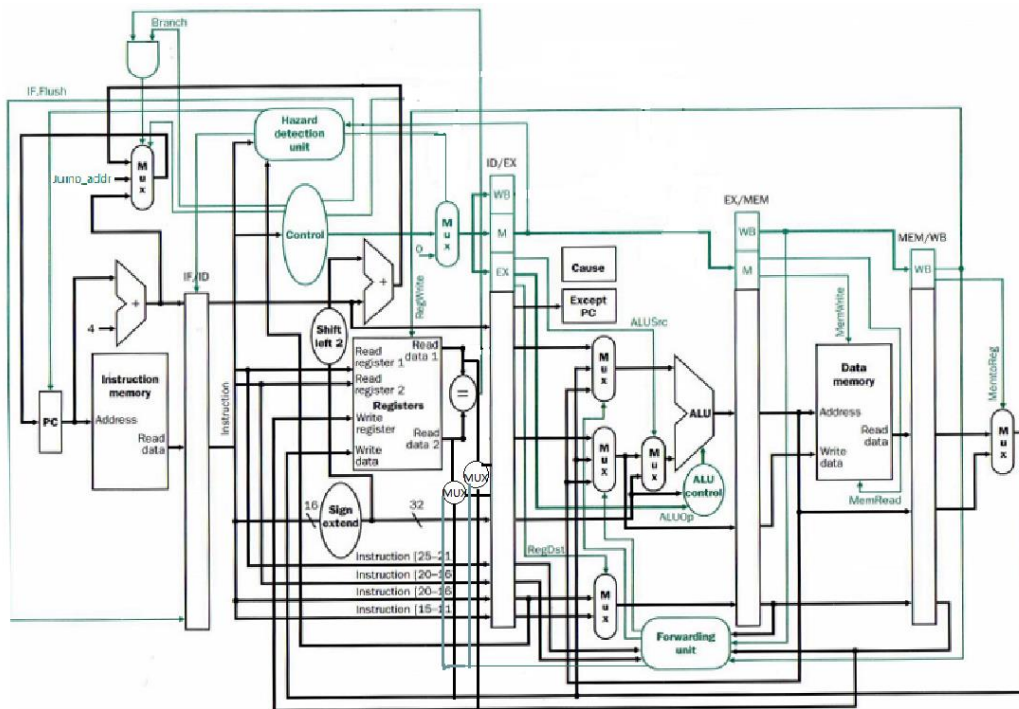 Branch
IF.Flush
Hazard
detection
unit
M
u
x
Jumo_addr
Control
M
u
x
0
ID/EX
WB
M
EX
EX/MEM
WB
M
MEM/WB
WB
Cause
Except
PC
IF/ID
+
4
+
Shift
left 2
RegWrite
ALUSrc
MemWrite
MemtoReg
Instruction
memory
Address
Read
data
PC
Instruction
Read
register 1
Read
register 2
Registers
Write
register
Write
data
Read
data 1
Read
data 2
=
MUX
MUX
M
u
x
M
u
x
M
u
x
ALU
ALU
control
ALUOp
Data
memory
Address
Read
data
Write
data
MemRead
M
u
x
16
Sign
extend
32
Instruction [25–21
Instruction [20–16
Instruction [20–16
Instruction [15–11
RegDst
M
u
x
Forwarding
unit